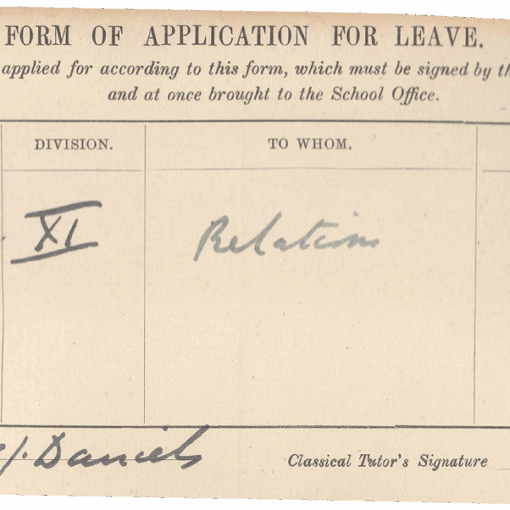 FORM OF APPLICATION FOR LEAVE.
applied for according to this form, which must be signed by
and at once brought to the School Office.
DIVISION.
TO WHOM.
XI
Relations
J. Daniels
Classical Tutor's Signature